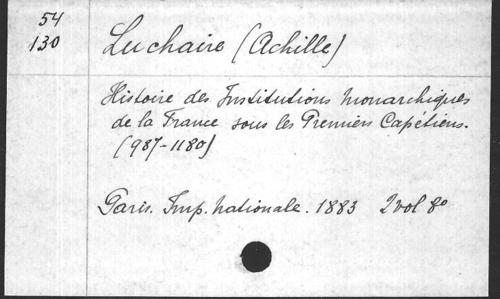 54
130
Luchaire (Achille)
Histoire des Institutions monarchiques
de la France sous les Premiers Capétiens.
(987-1180)
Paris. Imp. nationale. 1883 2 vol 8o